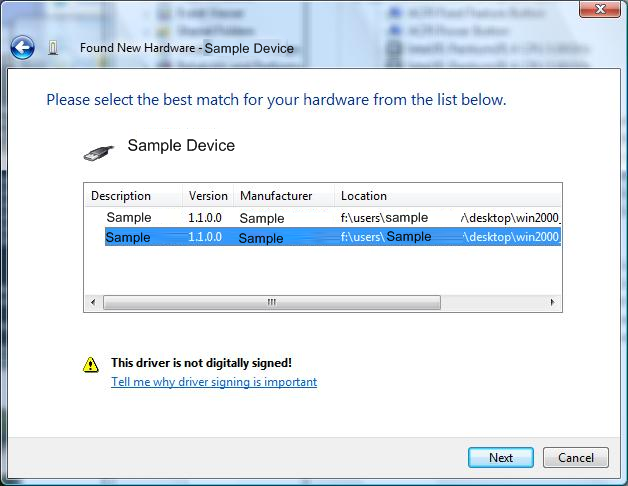 Found New Hardware - Sample Device
Please select the best match for your hardware from the list below.
Sample Device
Description Version Manufacturer Location
Sample 1.1.0.0 Sample f:\users\sample /\desktop\win2000_
Sample 1.1.0.0 Sample f:\users\ Sample \desktop\win2000_
This driver is not digitally signed!
Tell me why driver signing is important
Next Cancel